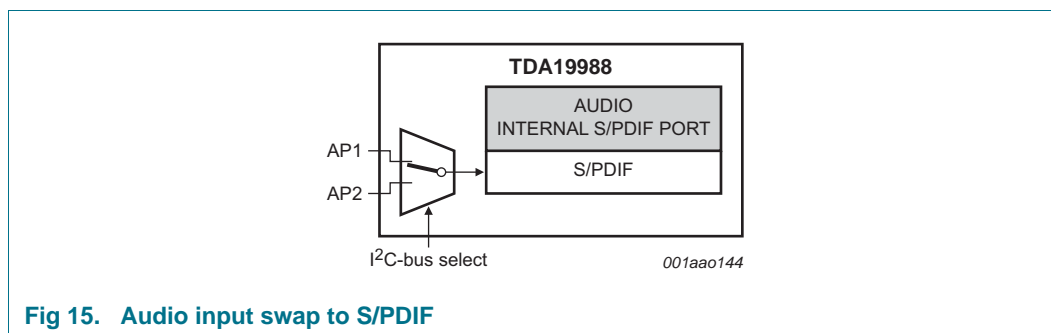 TDA19988
AUDIO
INTERNAL S/PDIF PORT
S/PDIF
AP1
AP2
I2C-bus select
001aao144
Fig 15. Audio input swap to S/PDIF